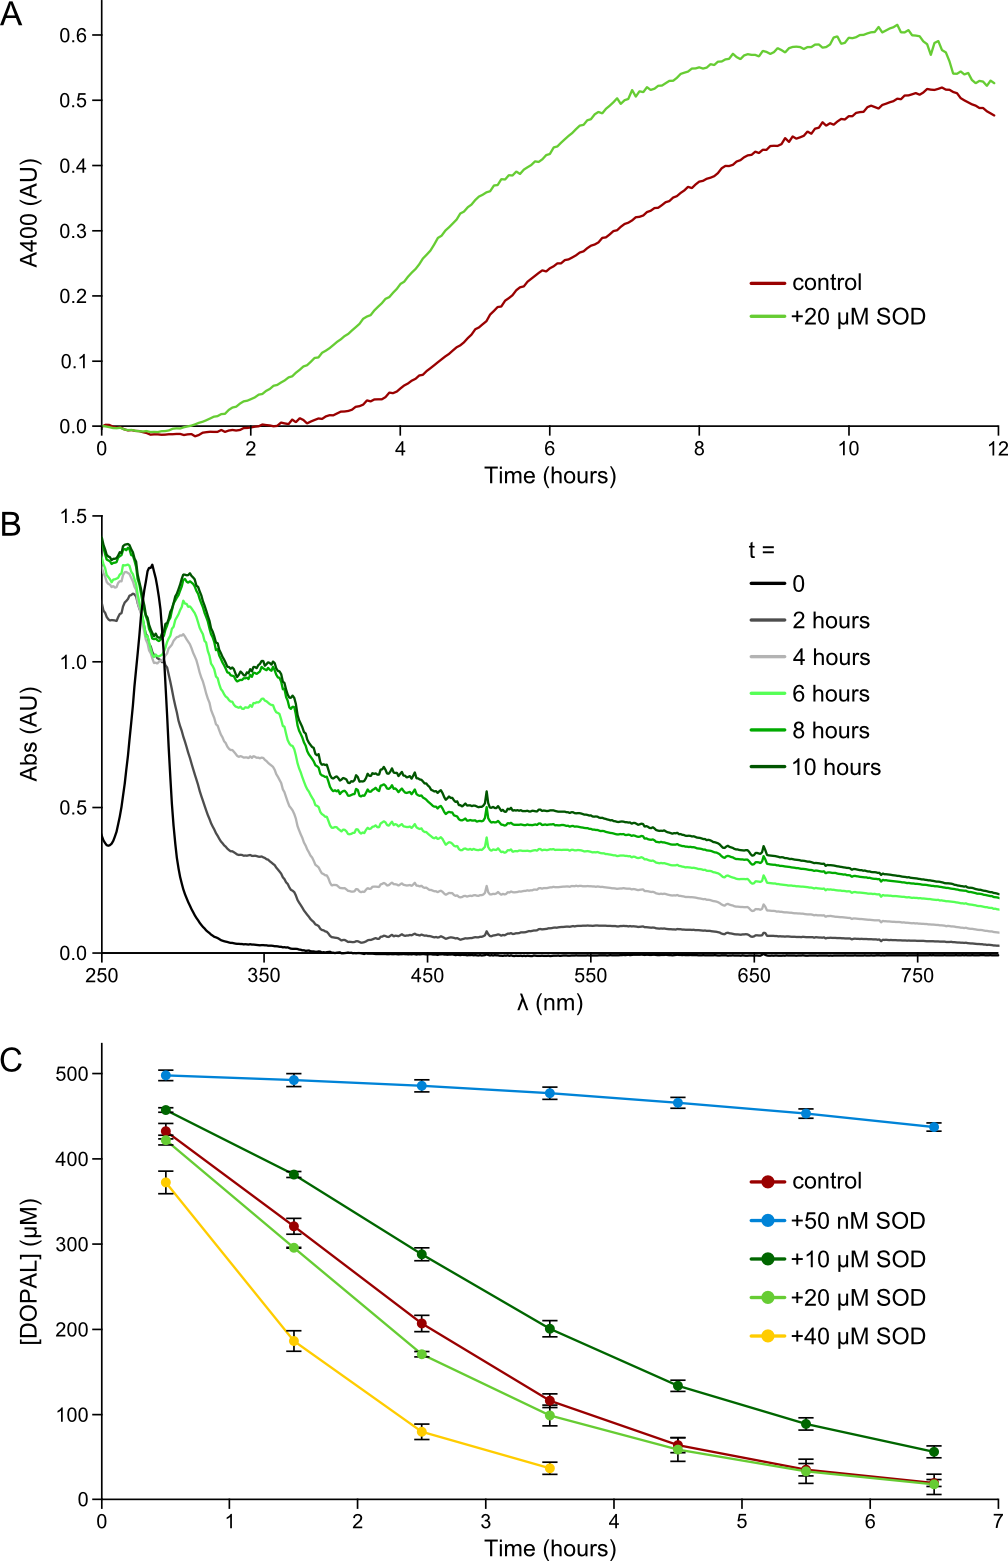 A
0.6
0.5
0.4
0.3
0.2
0.1
0.0
A400 (AU)
control
+20 µM SOD
0 2 4 6 8 10 12
Time (hours)
B
1.5
1.0
0.5
0.0
Abs (AU)
t =
0
2 hours
4 hours
6 hours
8 hours
10 hours
250 350 450 550 650 750
λ (nm)
C
500
400
300
200
100
0
[DOPAL] (µM)
control
+50 nM SOD
+10 µM SOD
+20 µM SOD
+40 µM SOD
0 1 2 3 4 5 6 7
Time (hours)